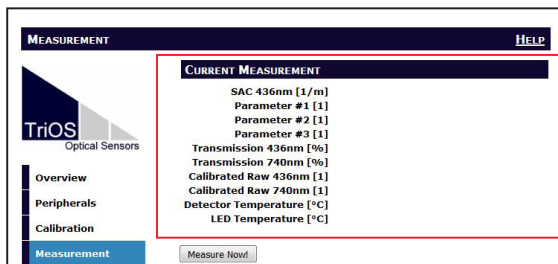 MEASUREMENT
HELP
TriOS
Optical Sensors
Overview
Peripherals
Calibration
Measurement
CURRENT MEASUREMENT
SAC 436nm [1/m]
Parameter #1 [1]
Parameter #2 [1]
Parameter #3 [1]
Transmission 436nm [%]
Transmission 740nm [%]
Calibrated Raw 436nm [1]
Calibrated Raw 740nm [1]
Detector Temperature [°C]
LED Temperature [°C]
Measure Now!